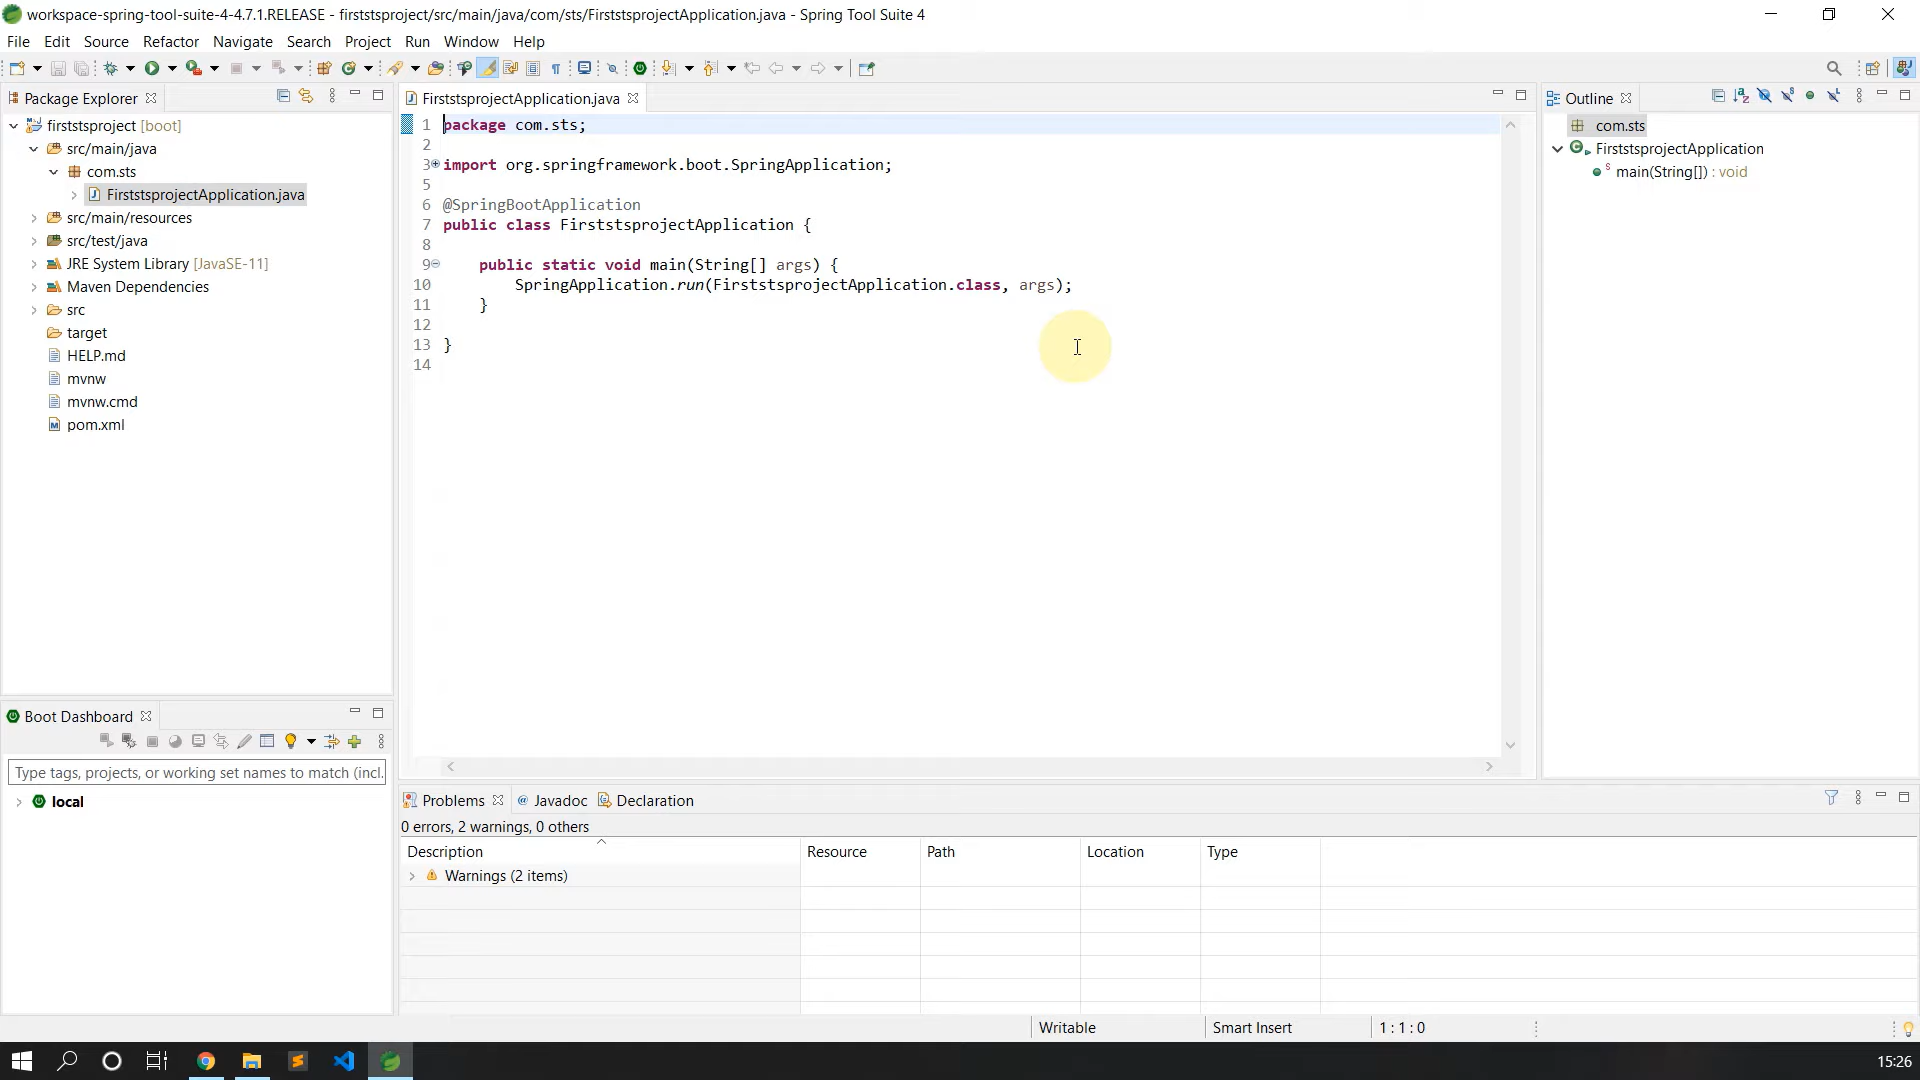 workspace-spring-tool-suite-4-4.7.1.RELEASE - firststsproject/src/main/java/com/sts/FirststsprojectApplication.java - Spring Tool Suite 4
File Edit Source Refactor Navigate Search Project Run Window Help
Package Explorer
firststsproject [boot]
src/main/java
com.sts
FirststsprojectApplication.java
src/main/resources
src/test/java
JRE System Library [JavaSE-11]
Maven Dependencies
src
target
HELP.md
mvnw
mvnw.cmd
pom.xml
FirststsprojectApplication.java
1 package com.sts;
2
3 import org.springframework.boot.SpringApplication;
5
6 @SpringBootApplication
7 public class FirststsprojectApplication {
8
9 public static void main(String[] args) {
10 SpringApplication.run(FirststsprojectApplication.class, args);
11 }
12
13 }
14
Outline
com.sts
FirststsprojectApplication
main(String[]) : void
Boot Dashboard
Type tags, projects, or working set names to match (incl.
local
Problems Javadoc Declaration
0 errors, 2 warnings, 0 others
Description Resource Path Location Type
Warnings (2 items)
Writable Smart Insert 1 : 1 : 0
15:26